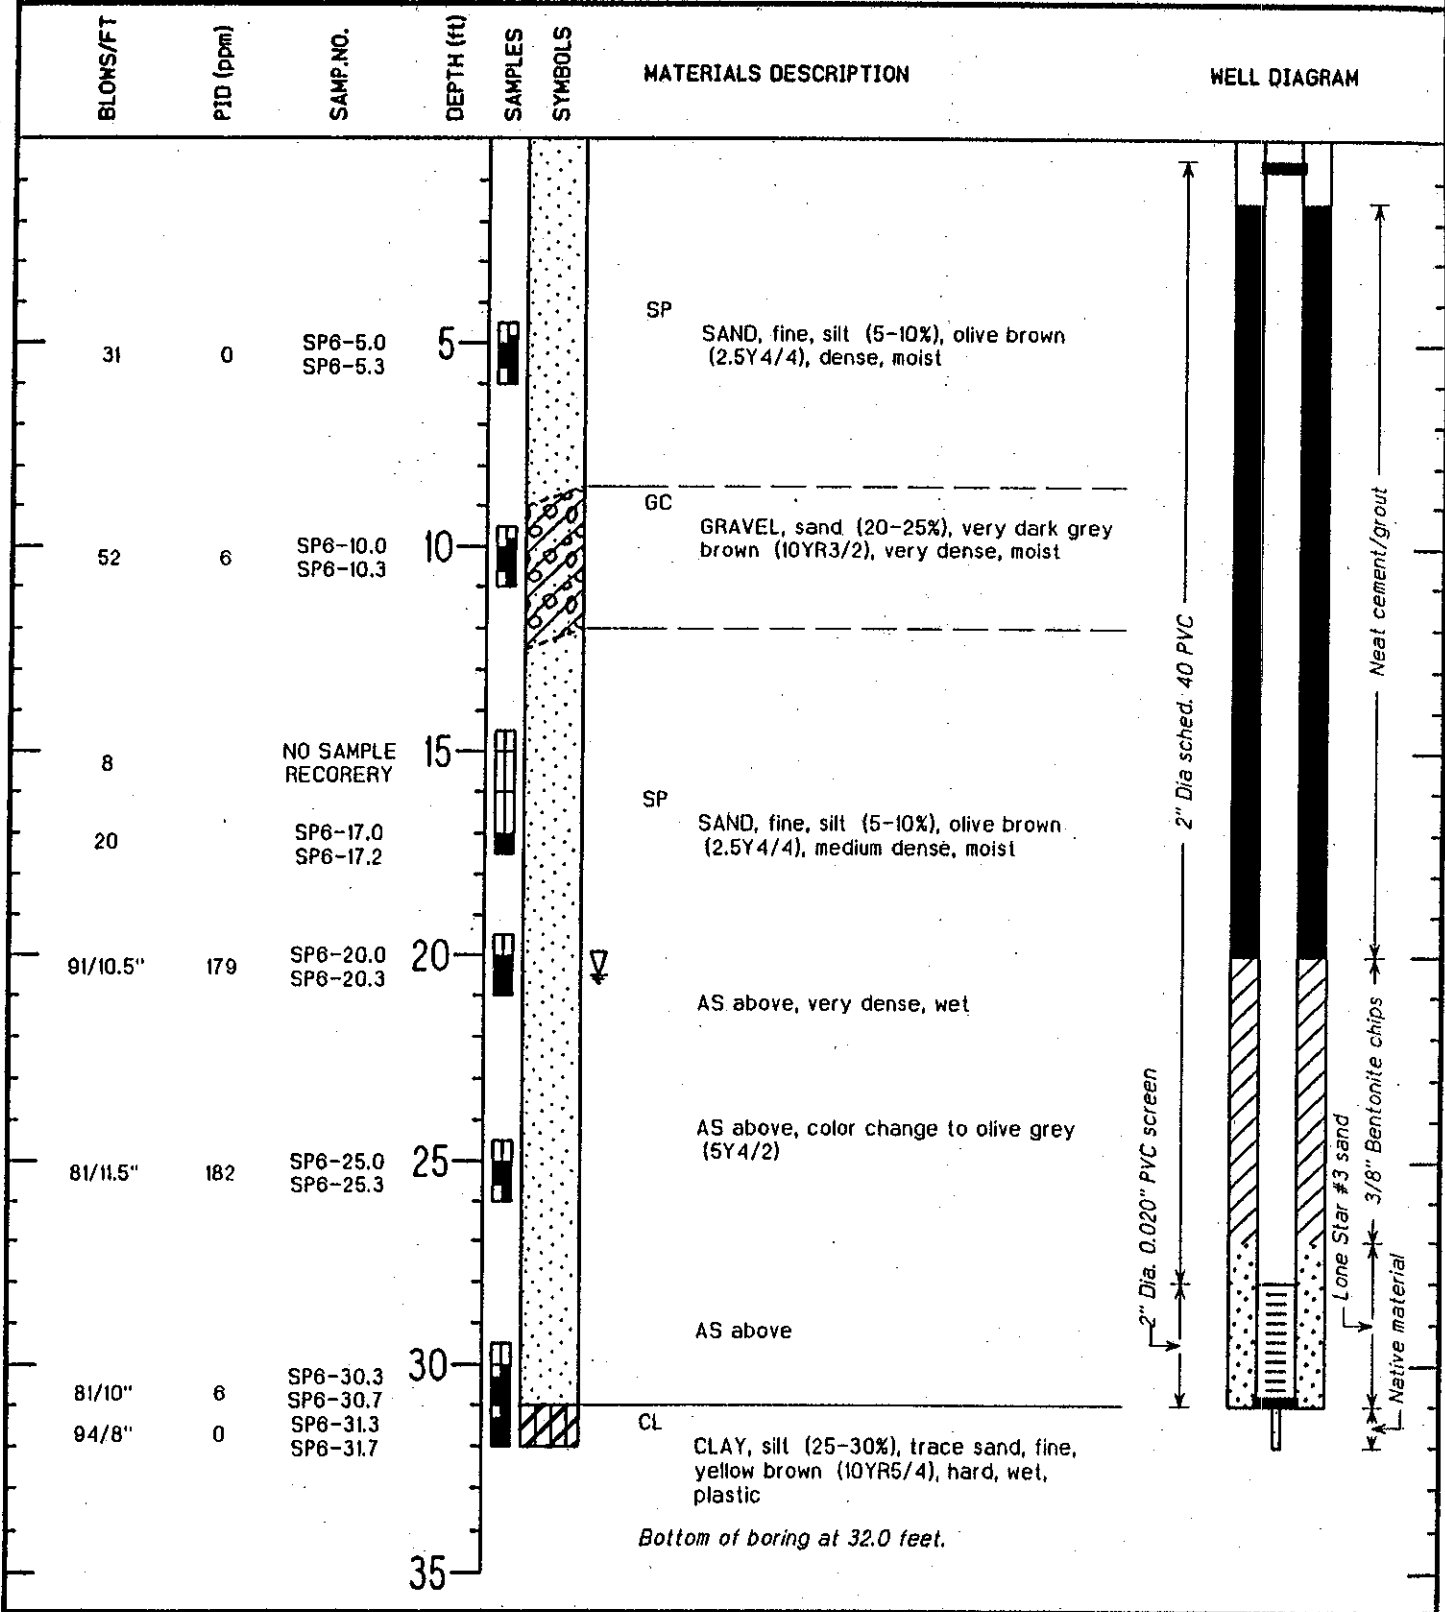 BLOWS/FT
PID (ppm)
SAMP.NO.
DEPTH (ft)
SAMPLES
SYMBOLS
MATERIALS DESCRIPTION
WELL DIAGRAM
SP
31
0
SP6-5.0
SP6-5.3
5
SAND, fine, silt (5-10%), olive brown
(2.5Y4/4), dense, moist
GC
52
6
SP6-10.0
SP6-10.3
10
GRAVEL, sand (20-25%), very dark grey
brown (10YR3/2), very dense, moist
8
NO SAMPLE
RECORERY
15
SP
20
SP6-17.0
SP6-17.2
SAND, fine, silt (5-10%), olive brown
(2.5Y4/4), medium dense, moist
91/10.5"
179
SP6-20.0
SP6-20.3
20
AS above, very dense, wet
AS above, color change to olive grey
(5Y4/2)
81/11.5"
182
SP6-25.0
SP6-25.3
25
AS above
30
81/10"
6
SP6-30.3
SP6-30.7
94/8"
0
SP6-31.3
SP6-31.7
CL
CLAY, silt (25-30%), trace sand, fine,
yellow brown (10YR5/4), hard, wet,
plastic
Bottom of boring at 32.0 feet.
35
2" Dia sched. 40 PVC
2" Dia. 0.020" PVC screen
Neat cement/grout
3/8" Bentonite chips
Lone Star #3 sand
Native material